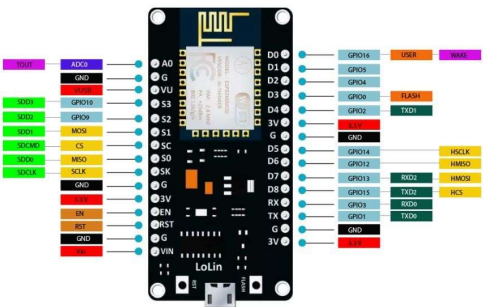 TOUT ADC0 A0
GND G
VUSB VU
SDD3 GPIO10 S3
SDD2 GPIO9 S2
SDD1 MOSI S1
SDCMD CS SC
SDD0 MISO S0
SDCLK SCLK SK
GND G
3.3V 3V
EN EN
RST RST
GND G
Vin VIN
D0 GPIO16 USER WAKE
D1 GPIO5
D2 GPIO4
D3 GPIO0 FLASH
D4 GPIO2 TXD1
3V 3.3V
G GND
D5 GPIO14 HSCLK
D6 GPIO12 HMISO
D7 GPIO13 RXD2 HMOSI
D8 GPIO15 TXD2 HCS
RX GPIO3 RXD0
TX GPIO1 TXD0
G GND
3V 3.3V
LoLin
RST
FLASH